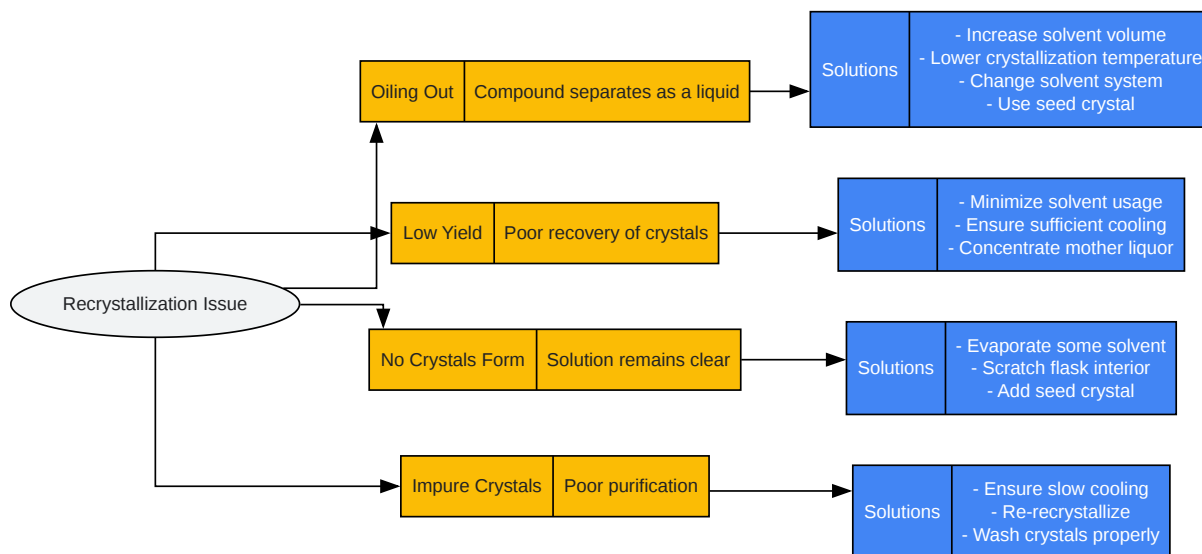 Recrystallization Issue
Oiling Out
Compound separates as a liquid
Solutions
- Increase solvent volume
- Lower crystallization temperature
- Change solvent system
- Use seed crystal
Low Yield
Poor recovery of crystals
Solutions
- Minimize solvent usage
- Ensure sufficient cooling
- Concentrate mother liquor
No Crystals Form
Solution remains clear
Solutions
- Evaporate some solvent
- Scratch flask interior
- Add seed crystal
Impure Crystals
Poor purification
Solutions
- Ensure slow cooling
- Re-recrystallize
- Wash crystals properly